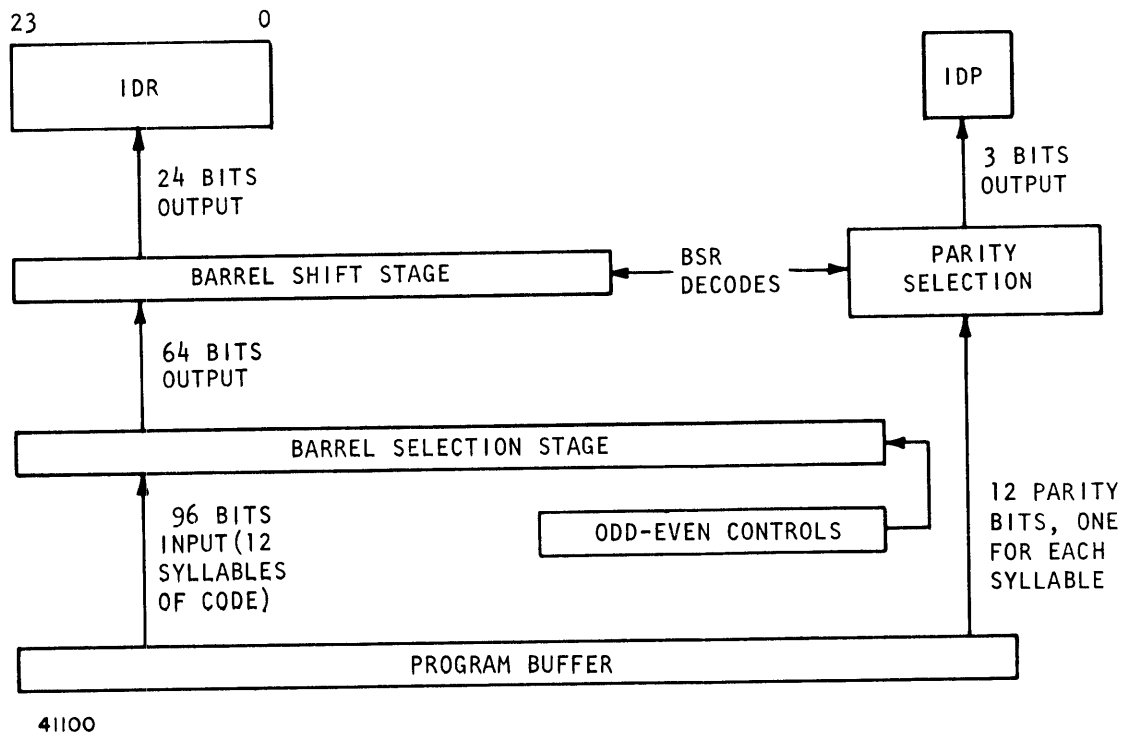 23 0
IDR
IDP
24 BITS
OUTPUT
3 BITS
OUTPUT
BARREL SHIFT STAGE
BSR
DECODES
PARITY
SELECTION
64 BITS
OUTPUT
BARREL SELECTION STAGE
96 BITS
INPUT(12
SYLLABLES
OF CODE)
ODD-EVEN CONTROLS
12 PARITY
BITS, ONE
FOR EACH
SYLLABLE
PROGRAM BUFFER
41100